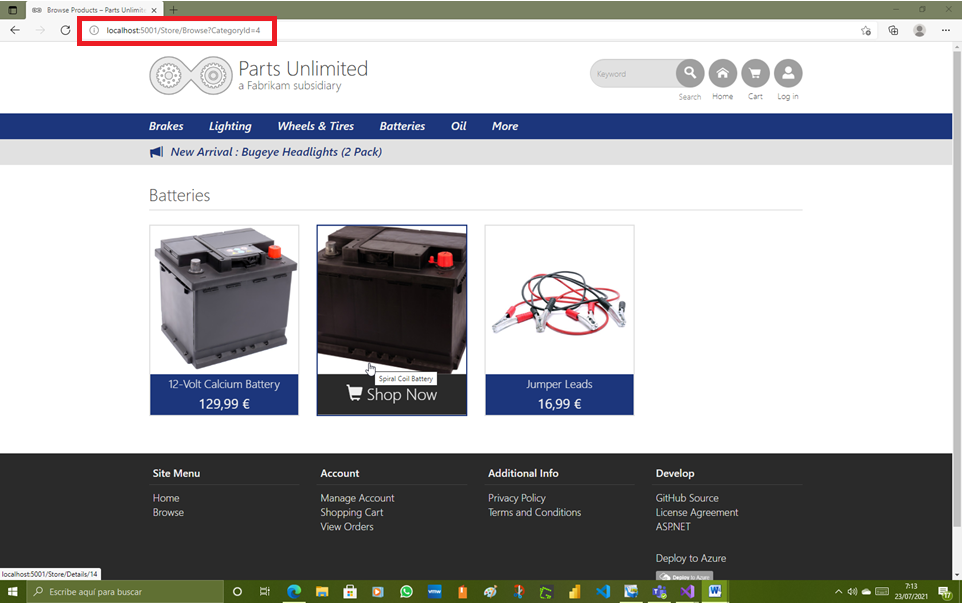 Browse Products – Parts Unlimite
localhost:5001/Store/Browse?CategoryId=4
Parts Unlimited
a Fabrikam subsidiary
Keyword
Search
Home
Cart
Log in
Brakes
Lighting
Wheels & Tires
Batteries
Oil
More
New Arrival : Bugeye Headlights (2 Pack)
Batteries
12-Volt Calcium Battery
129,99 €
Spiral Coil Battery
Shop Now
Jumper Leads
16,99 €
Site Menu
Home
Browse
Account
Manage Account
Shopping Cart
View Orders
Additional Info
Privacy Policy
Terms and Conditions
Develop
GitHub Source
License Agreement
ASPNET
Deploy to Azure
Deploy to Azure
localhost:5001/Store/Details/14
Escribe aquí para buscar
7:13
23/07/2021